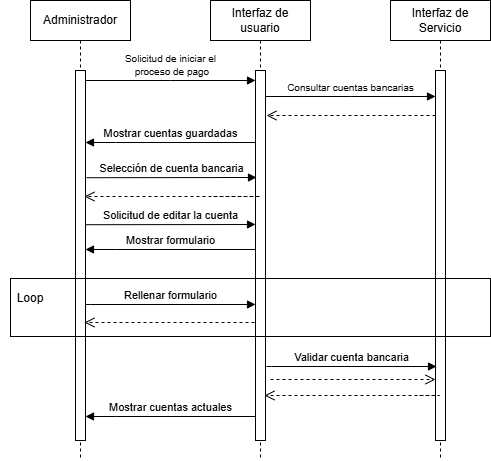 Administrador
Interfaz de
usuario
Interfaz de
Servicio
Solicitud de iniciar el
proceso de pago
Consultar cuentas bancarias
Mostrar cuentas guardadas
Selección de cuenta bancaria
Solicitud de editar la cuenta
Mostrar formulario
Loop
Rellenar formulario
Validar cuenta bancaria
Mostrar cuentas actuales